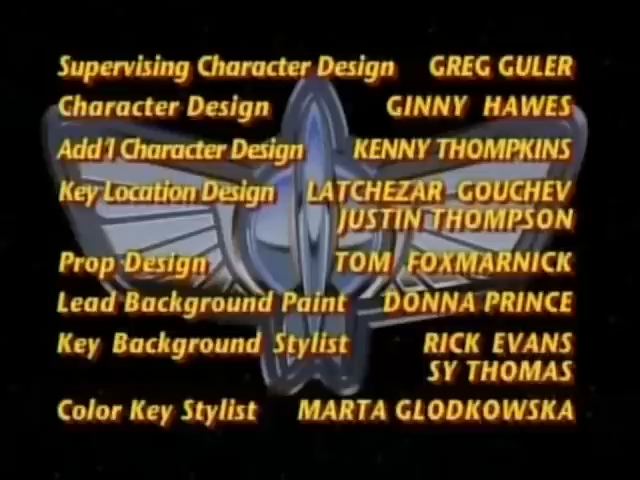 Supervising Character Design GREG GULER
Character Design GINNY HAWES
Add'l Character Design KENNY THOMPKINS
Key Location Design LATCHEZAR GOUCHEV
JUSTIN THOMPSON
Prop Design TOM FOXMARNICK
Lead Background Paint DONNA PRINCE
Key Background Stylist RICK EVANS
SY THOMAS
Color Key Stylist MARTA GLODKOWSKA